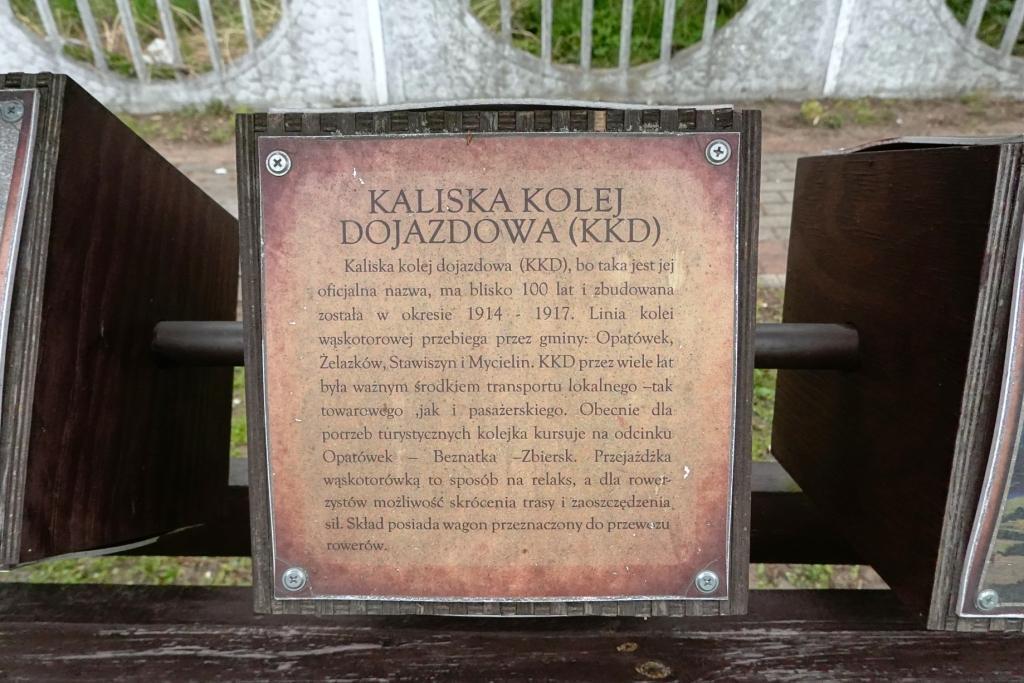 KALISKA KOLEJ
DOJAZDOWA (KKD)
Kaliska kolej dojazdowa (KKD), bo taka jest jej
oficjalna nazwa, ma blisko 100 lat i zbudowana
została w okresie 1914 - 1917. Linia kolei
wąskotorowej przebiega przez gminy: Opatówek,
Żelazków, Stawiszyn i Mycielin. KKD przez wiele lat
była ważnym środkiem transportu lokalnego –tak
towarowego ,jak i pasażerskiego. Obecnie dla
potrzeb turystycznych kolejka kursuje na odcinku
Opatówek – Beznatka –Zbiersk. Przejażdżka
wąskotorówką to sposób na relaks, a dla rower-
zystów możliwość skrócenia trasy i zaoszczędzenia
sił. Skład posiada wagon przeznaczony do przewozu
rowerów.